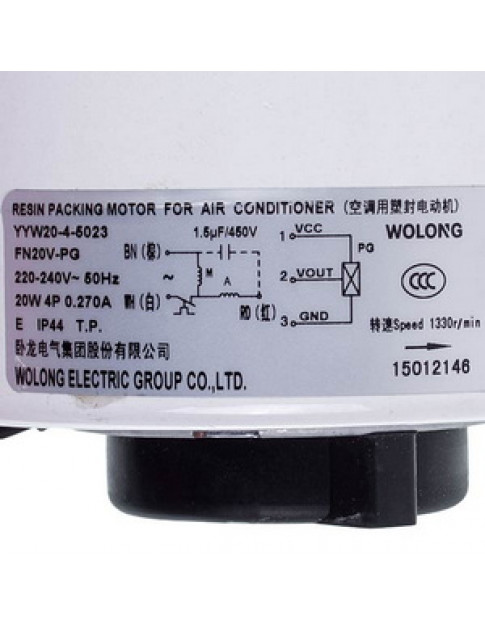 RESIN PACKING MOTOR FOR AIR CONDITIONER (空调用塑封电动机)
YYW20-4-5023 1.5μF/450V 1 VCC WOLONG
FN20V-PG BN (棕) PG
220-240V~ 50Hz ~ M A 2 VOUT CCC
20W 4P 0.270A WH (白) RD (红) 3 GND 转速Speed 1330r/min
E IP44 T.P.
卧龙电气集团股份有限公司 15012146
WOLONG ELECTRIC GROUP CO.,LTD.